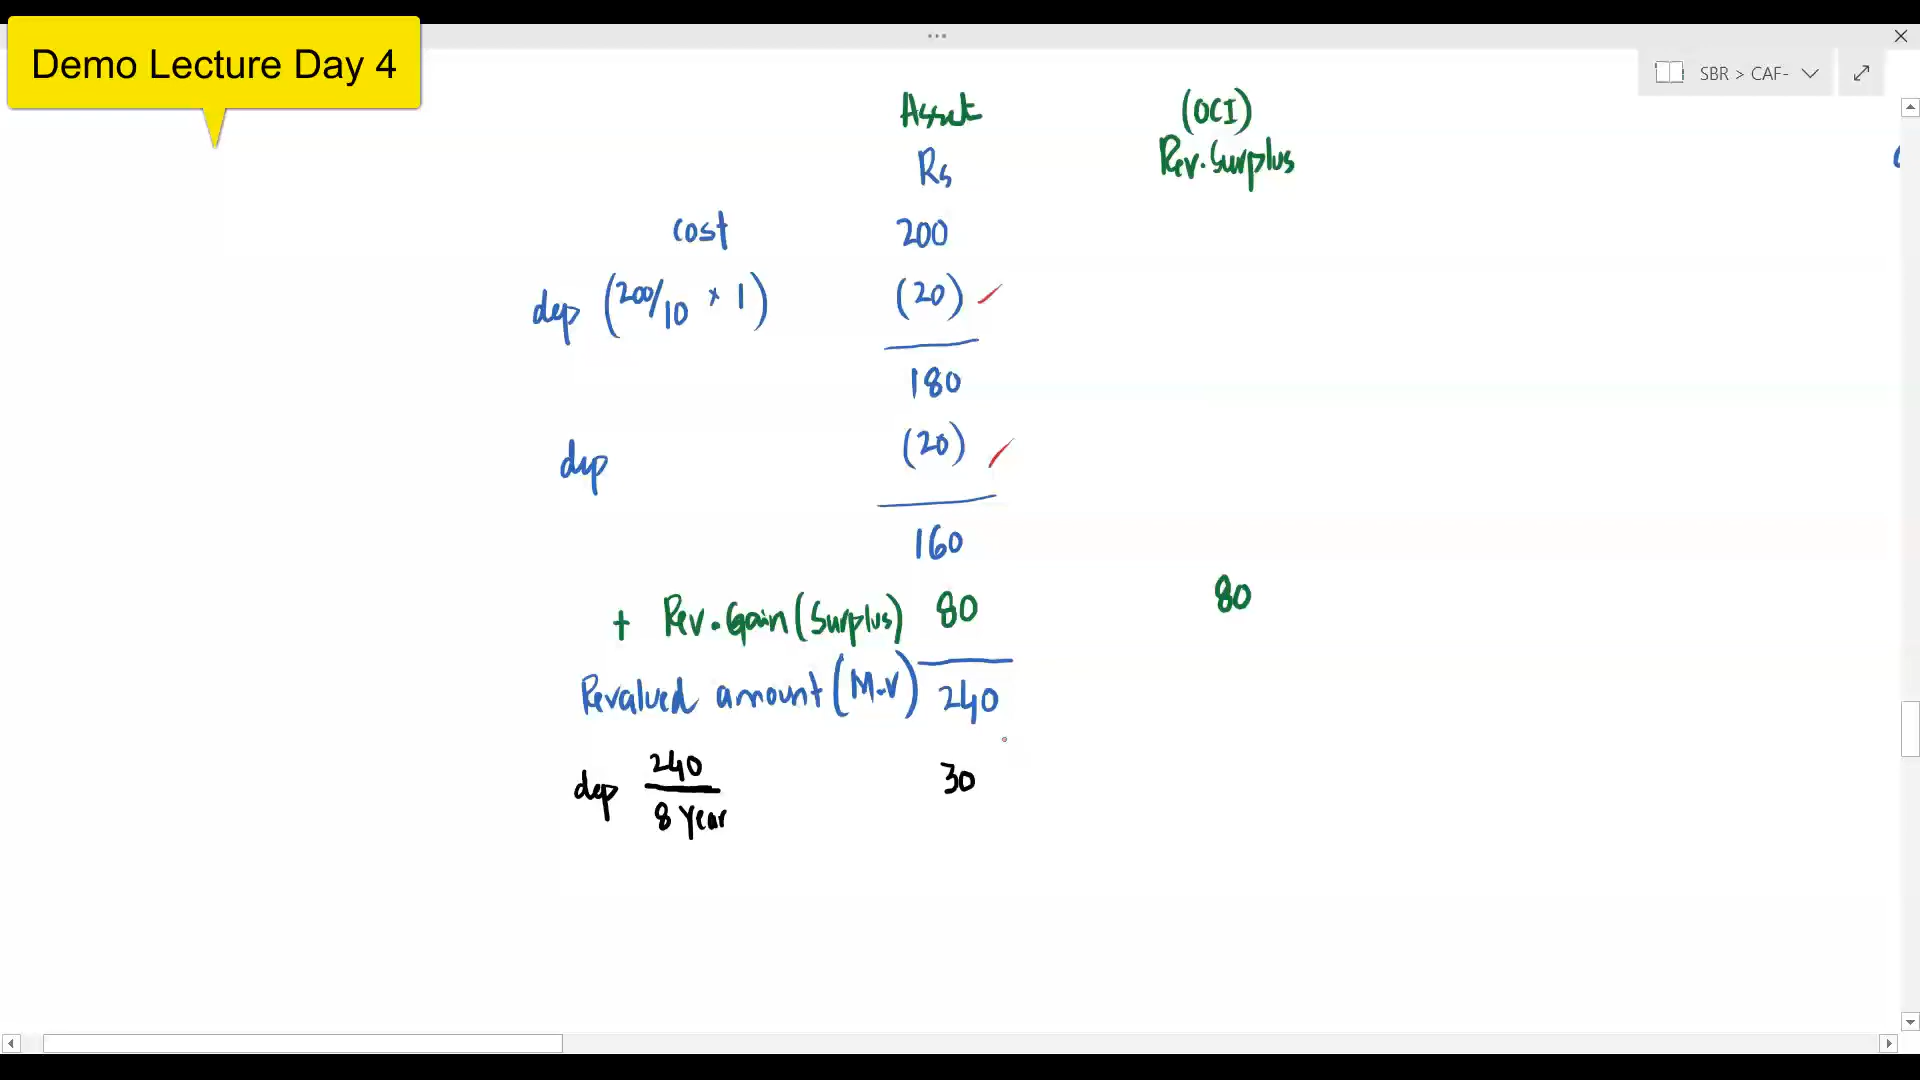 Demo Lecture Day 4
SBR > CAF-
Asset (OCI)
Rs Rev.Surplus
cost 200
dep (200/10 × 1) (20)
180
dep (20)
160
+ Rev.Gain (Surplus) 80 80
Revalued amount (M.V) 240
dep 240/8 year 30